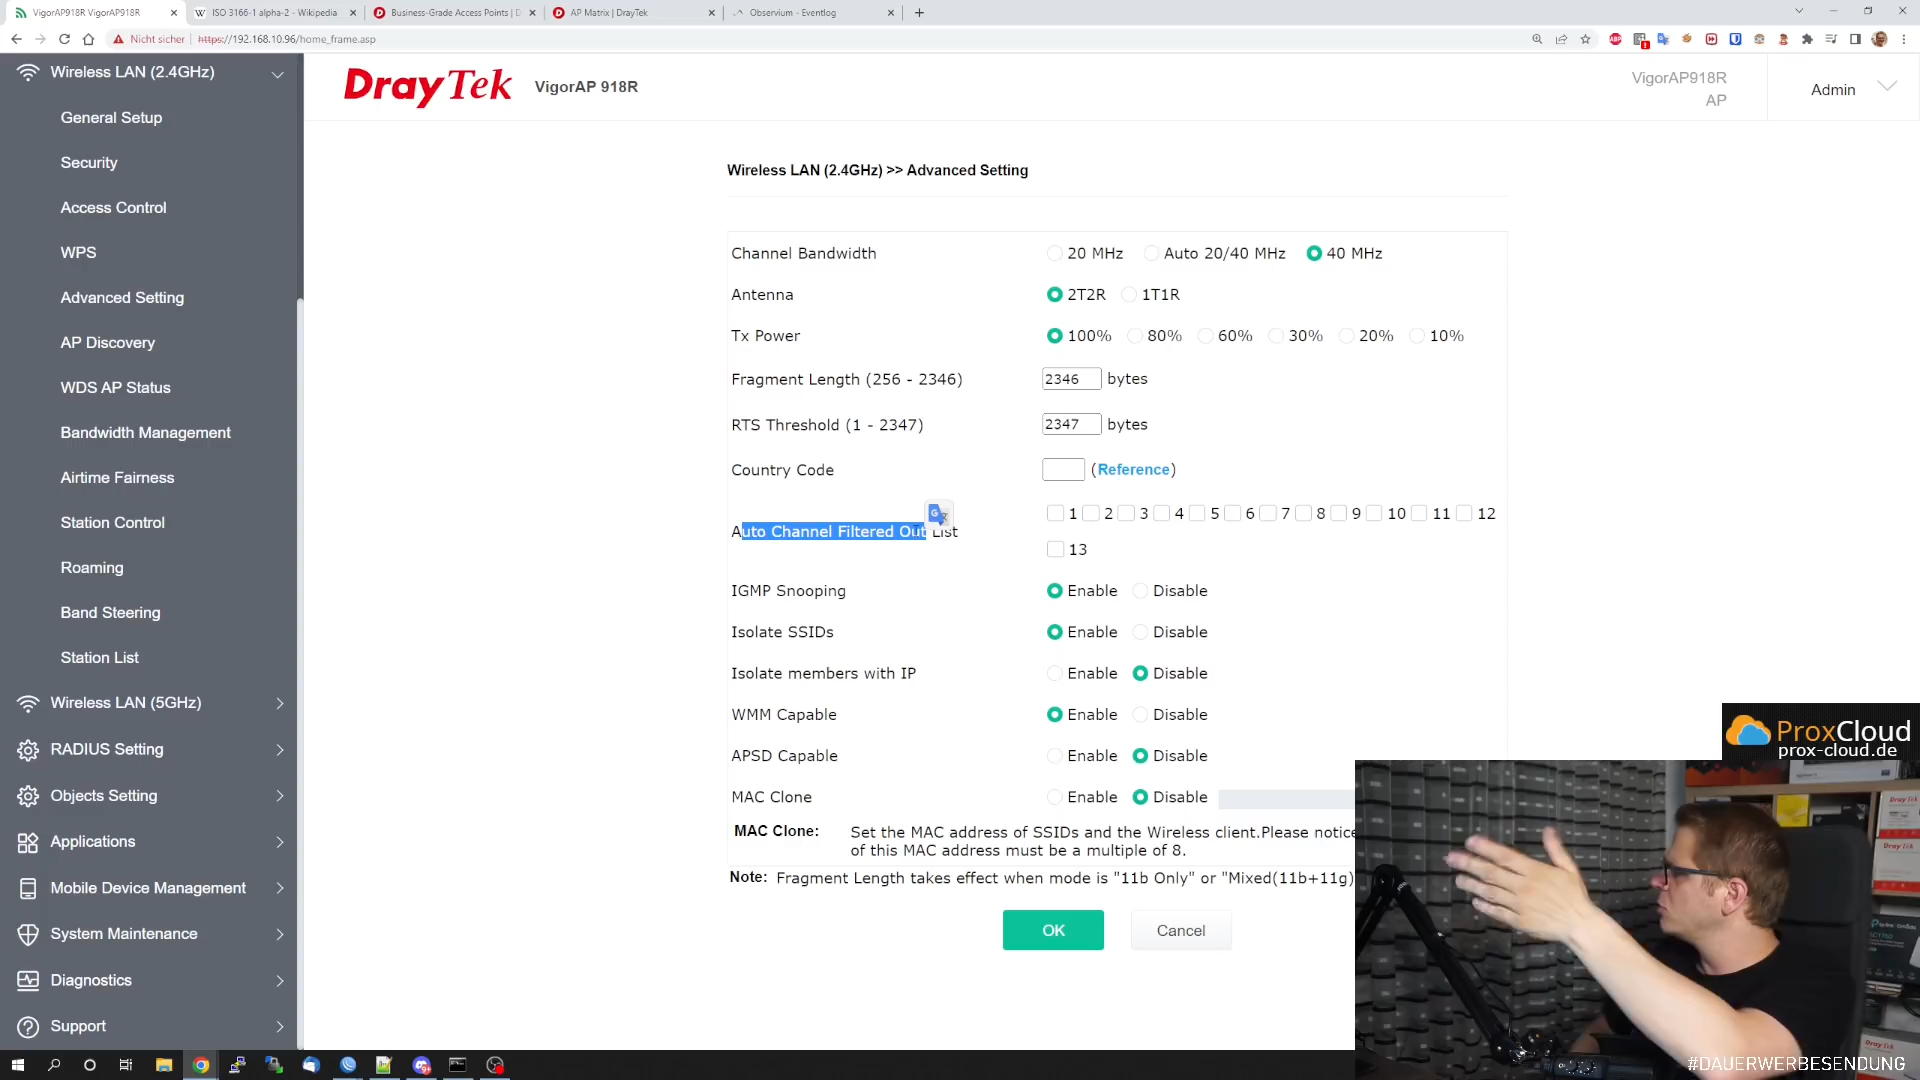 VigorAP918R VigorAP918R
ISO 3166-1 alpha-2 - Wikipedia
Business-Grade Access Points | D
AP Matrix | DrayTek
Observium - Eventlog
Nicht sicher
https://192.168.10.96/home_frame.asp
Wireless LAN (2.4GHz)
General Setup
Security
Access Control
WPS
Advanced Setting
AP Discovery
WDS AP Status
Bandwidth Management
Airtime Fairness
Station Control
Roaming
Band Steering
Station List
Wireless LAN (5GHz)
RADIUS Setting
Objects Setting
Applications
Mobile Device Management
System Maintenance
Diagnostics
Support
DrayTek
VigorAP 918R
VigorAP918R
AP
Admin
Wireless LAN (2.4GHz) >> Advanced Setting
Channel Bandwidth 20 MHz Auto 20/40 MHz 40 MHz
Antenna 2T2R 1T1R
Tx Power 100% 80% 60% 30% 20% 10%
Fragment Length (256 - 2346) 2346 bytes
RTS Threshold (1 - 2347) 2347 bytes
Country Code (Reference)
Auto Channel Filtered Out List 1 2 3 4 5 6 7 8 9 10 11 12
13
IGMP Snooping Enable Disable
Isolate SSIDs Enable Disable
Isolate members with IP Enable Disable
WMM Capable Enable Disable
APSD Capable Enable Disable
MAC Clone Enable Disable
MAC Clone: Set the MAC address of SSIDs and the Wireless client.Please notice
of this MAC address must be a multiple of 8.
Note: Fragment Length takes effect when mode is "11b Only" or "Mixed(11b+11g)
OK
Cancel
ProxCloud
prox-cloud.de
DrayTek
DrayTek
DrayTek
#DAUERWERBESENDUNG